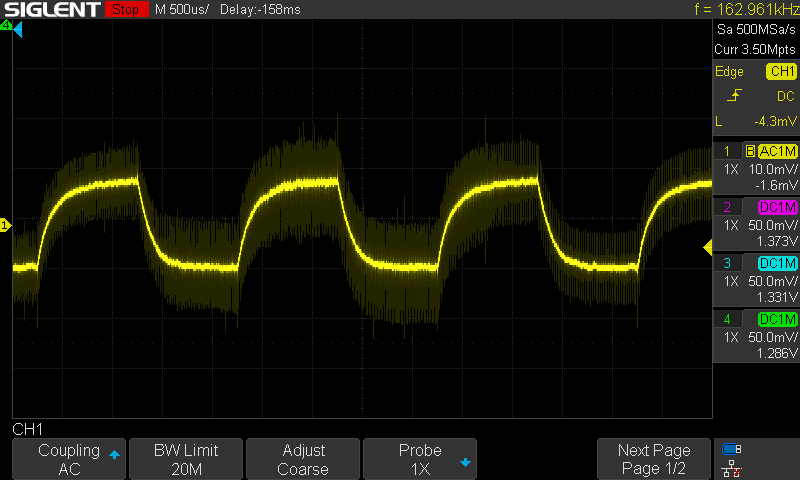 SIGLENT Stop M 500us/ Delay:-158ms f = 162.961kHz
Sa 500MSa/s
Curr 3.50Mpts
Edge CH1
DC
L -4.3mV
1 B AC1M
1X 10.0mV/
-1.6mV
2 DC1M
1X 50.0mV/
1.373V
3 DC1M
1X 50.0mV/
1.331V
4 DC1M
1X 50.0mV/
1.286V
4
1
CH1
Coupling
AC
BW Limit
20M
Adjust
Coarse
Probe
1X
Next Page
Page 1/2